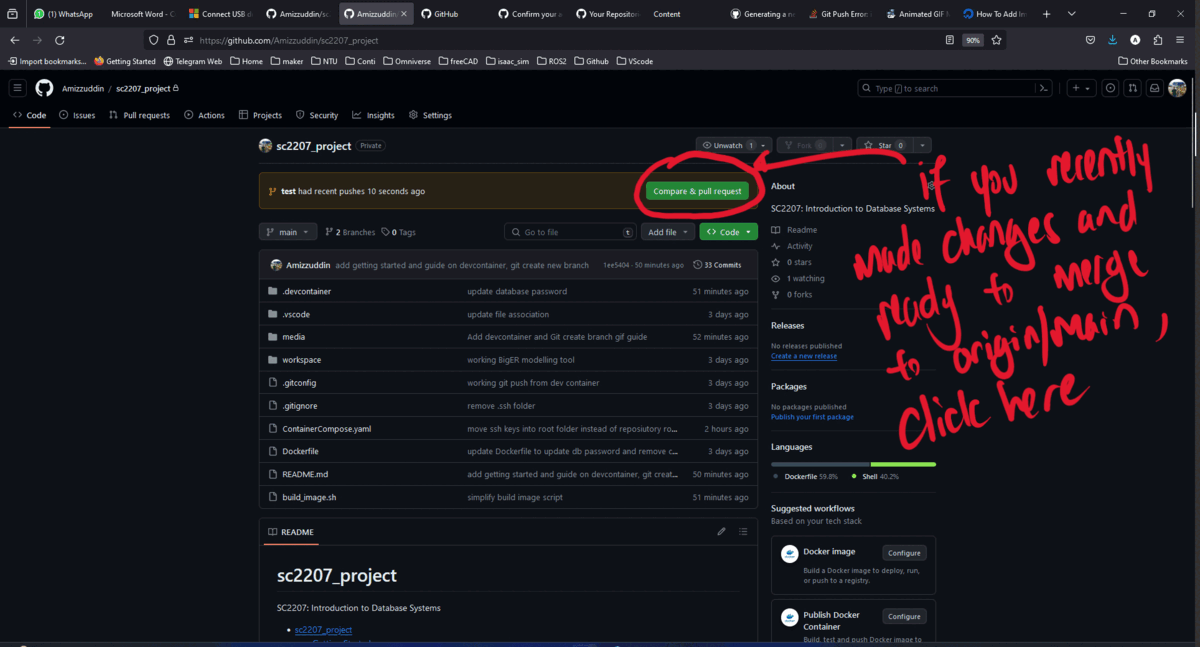 (1) WhatsApp
Microsoft Word - C
Connect USB d
Amizzuddin/sc
Amizzuddin/
GitHub
Confirm your a
Your Repositori
Content
Generating a ne
Git Push Error:
Animated GIF M
How To Add Im
https://github.com/Amizzuddin/sc2207_project
90%
Import bookmarks...
Getting Started
Telegram Web
Home
maker
NTU
Conti
Omniverse
freeCAD
isaac_sim
ROS2
Github
VScode
Other Bookmarks
Amizzuddin / sc2207_project
Type / to search
Code
Issues
Pull requests
Actions
Projects
Security
Insights
Settings
sc2207_project Private
Unwatch 1
Fork 0
Star 0
test had recent pushes 10 seconds ago
Compare & pull request
main
2 Branches
0 Tags
Go to file
t
Add file
Code
Amizzuddin add getting started and guide on devcontainer, git create new branch 1ee5404 · 50 minutes ago 33 Commits
.devcontainer update database password 51 minutes ago
.vscode update file association 3 days ago
media Add devcontainer and Git create branch gif guide 52 minutes ago
workspace working BigER modelling tool 3 days ago
.gitconfig working git push from dev container 3 days ago
.gitignore remove .ssh folder 3 days ago
ContainerCompose.yaml move ssh keys into root folder instead of reposiutory ro... 2 hours ago
Dockerfile update Dockerfile to update db password and remove c... 3 days ago
README.md add getting started and guide on devcontainer, git creat... 50 minutes ago
build_image.sh simplify build image script 51 minutes ago
README
sc2207_project
SC2207: Introduction to Database Systems
sc2207_project
Getting Started
About
SC2207: Introduction to Database Systems
Readme
Activity
0 stars
1 watching
0 forks
Releases
No releases published
Create a new release
Packages
No packages published
Publish your first package
Languages
Dockerfile 59.8%
Shell 40.2%
Suggested workflows
Based on your tech stack
Docker image
Configure
Build a Docker image to deploy, run,
or push to a registry.
Publish Docker
Container
Configure
Build, test and push Docker image to
if you recently
made changes and
ready to merge
to origin/main,
click here